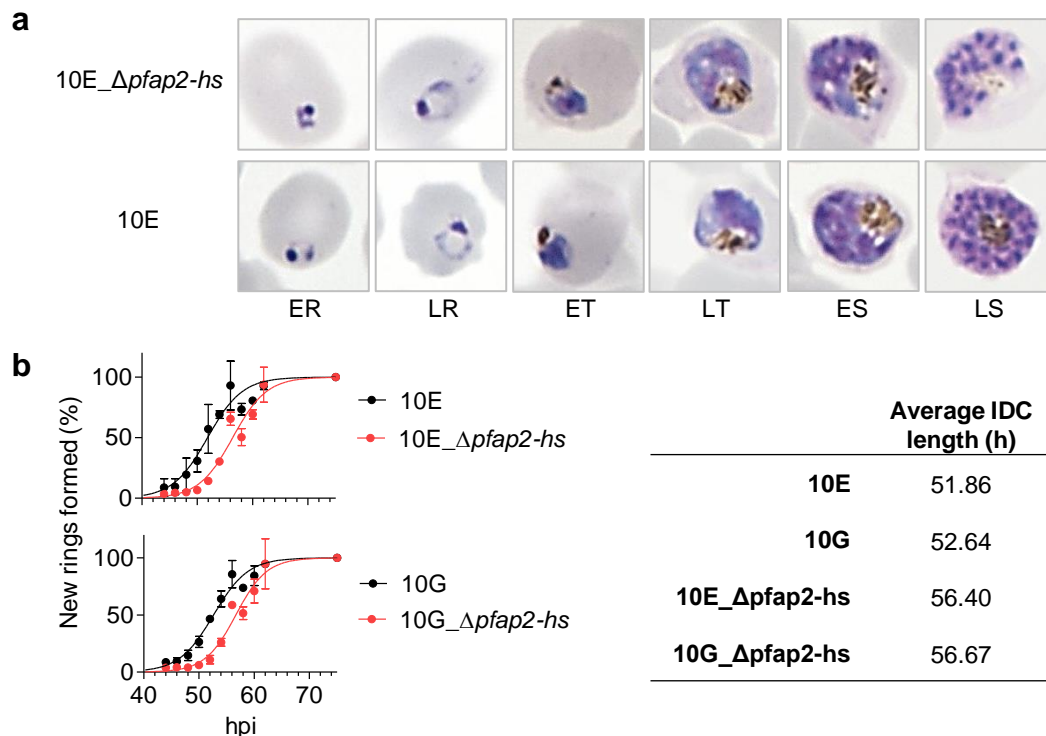 a
10E_Δpfap2-hs
10E
ER LR ET LT ES LS
b
New rings formed (%)
100
50
0
10E
10E_Δpfap2-hs
100
50
0
10G
10G_Δpfap2-hs
40 50 60 70
hpi
Average IDC
length (h)
10E 51.86
10G 52.64
10E_Δpfap2-hs 56.40
10G_Δpfap2-hs 56.67